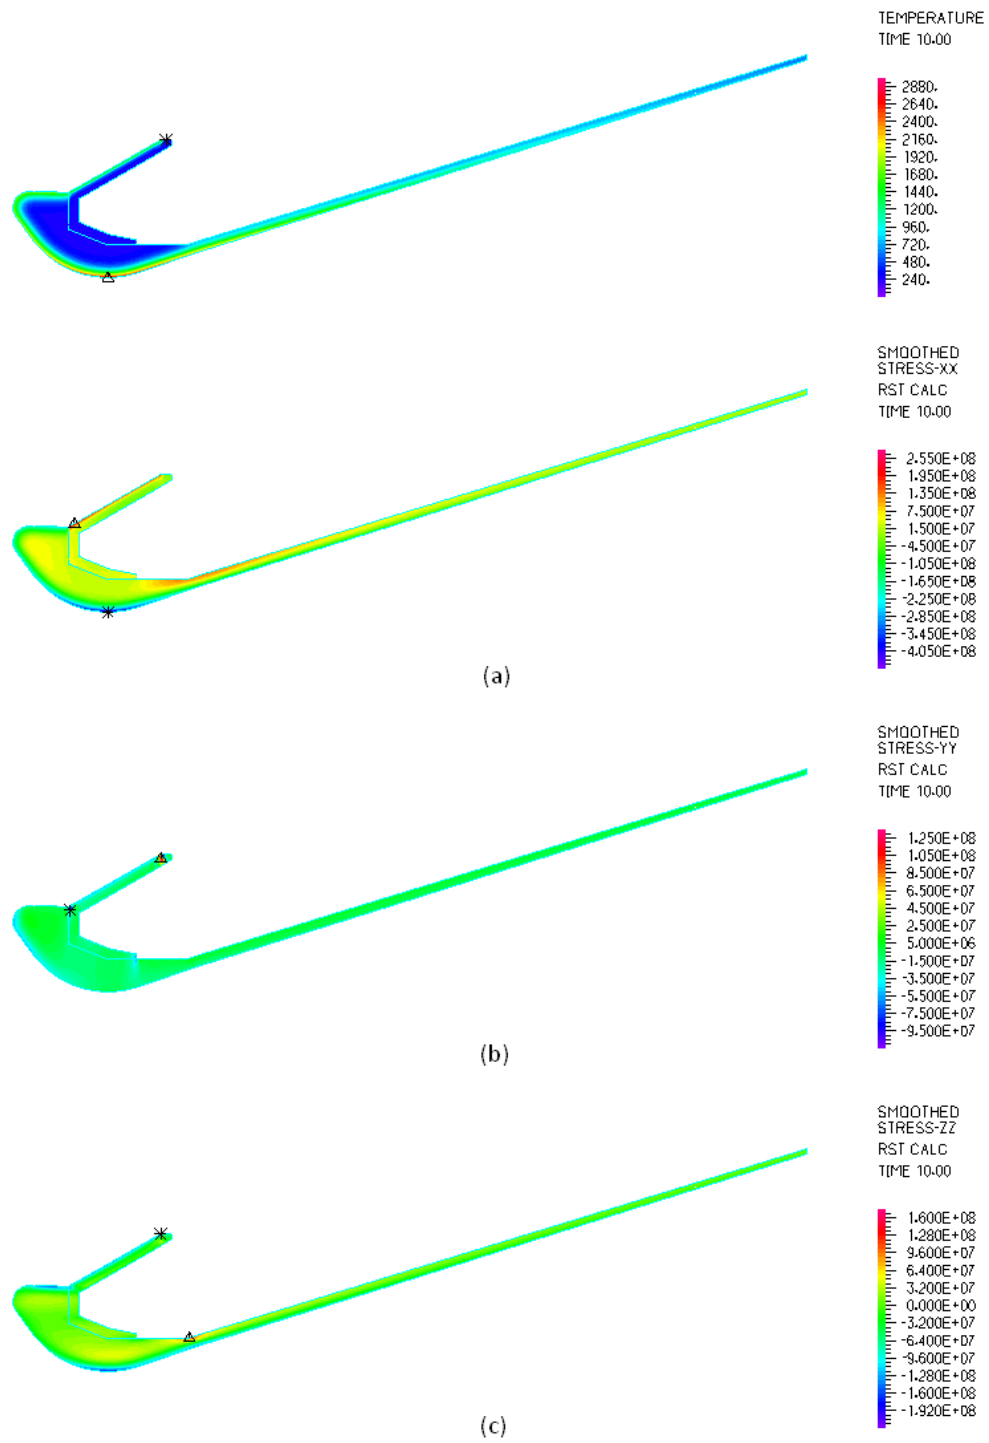 TEMPERATURE
TIME 10.00
2880.
2640.
2400.
2160.
1920.
1680.
1440.
1200.
960.
720.
480.
240.
SMOOTHED
STRESS-XX
RST CALC
TIME 10.00
2.550E+08
1.950E+08
1.350E+08
7.500E+07
1.500E+07
-4.500E+07
-1.050E+08
-1.650E+08
-2.250E+08
-2.850E+08
-3.450E+08
-4.050E+08
(a)
SMOOTHED
STRESS-YY
RST CALC
TIME 10.00
1.250E+08
1.050E+08
8.500E+07
6.500E+07
4.500E+07
2.500E+07
5.000E+06
-1.500E+07
-3.500E+07
-5.500E+07
-7.500E+07
-9.500E+07
(b)
SMOOTHED
STRESS-ZZ
RST CALC
TIME 10.00
1.600E+08
1.280E+08
9.600E+07
6.400E+07
3.200E+07
0.000E+00
-3.200E+07
-6.400E+07
-9.600E+07
-1.280E+08
-1.600E+08
-1.920E+08
(c)